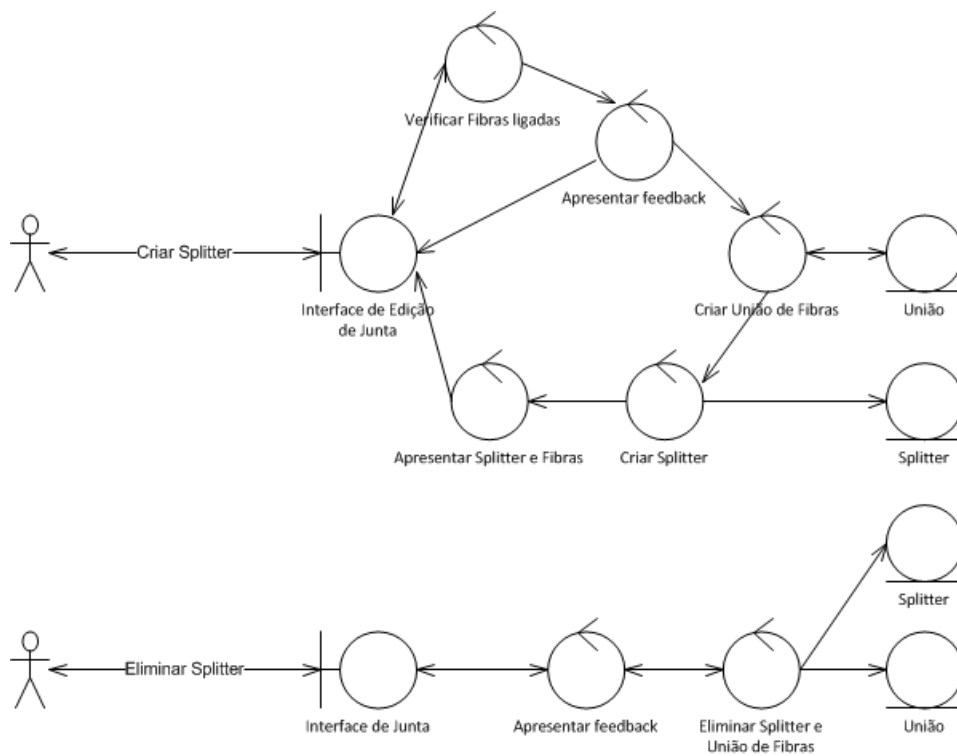 Verificar Fibras ligadas
Apresentar feedback
Criar Splitter
Interface de Edição
de Junta
Criar União de Fibras
União
Apresentar Splitter e Fibras
Criar Splitter
Splitter
Splitter
Eliminar Splitter
Interface de Junta
Apresentar feedback
Eliminar Splitter e
União de Fibras
União